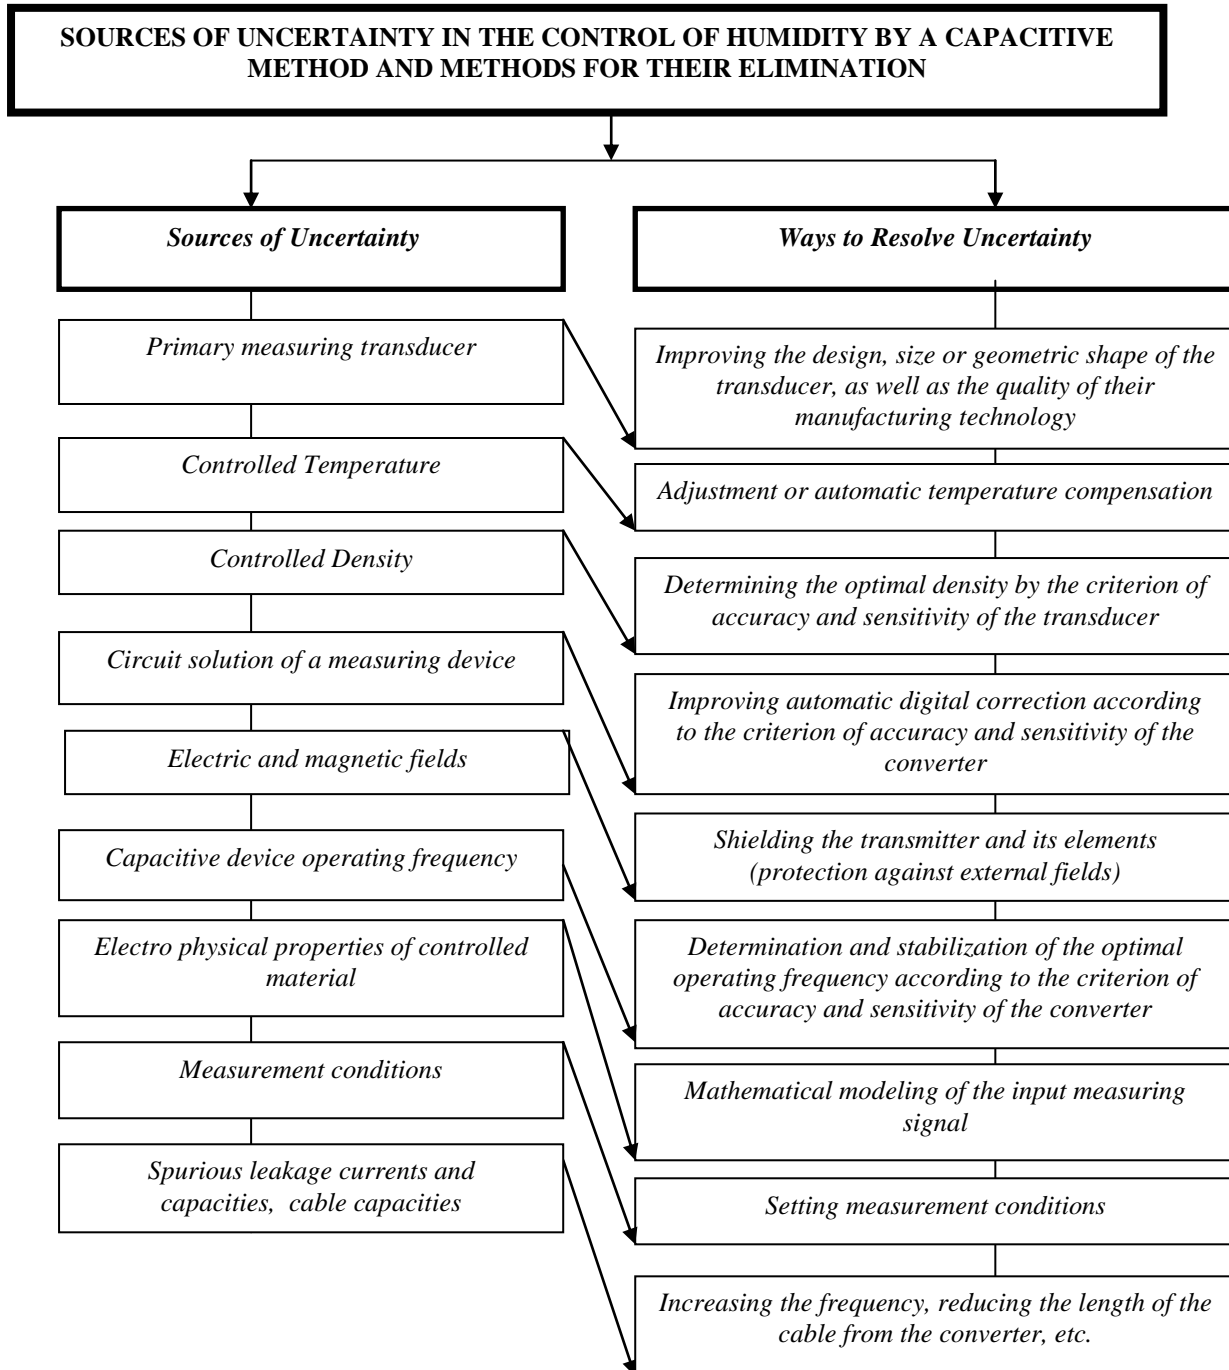 SOURCES OF UNCERTAINTY IN THE CONTROL OF HUMIDITY BY A CAPACITIVE
METHOD AND METHODS FOR THEIR ELIMINATION
Sources of Uncertainty
Primary measuring transducer
Controlled Temperature
Controlled Density
Circuit solution of a measuring device
Electric and magnetic fields
Capacitive device operating frequency
Electro physical properties of controlled
material
Measurement conditions
Spurious leakage currents and
capacities, cable capacities
Ways to Resolve Uncertainty
Improving the design, size or geometric shape of the
transducer, as well as the quality of their
manufacturing technology
Adjustment or automatic temperature compensation
Determining the optimal density by the criterion of
accuracy and sensitivity of the transducer
Improving automatic digital correction according
to the criterion of accuracy and sensitivity of the
converter
Shielding the transmitter and its elements
(protection against external fields)
Determination and stabilization of the optimal
operating frequency according to the criterion of
accuracy and sensitivity of the converter
Mathematical modeling of the input measuring
signal
Setting measurement conditions
Increasing the frequency, reducing the length of the
cable from the converter, etc.